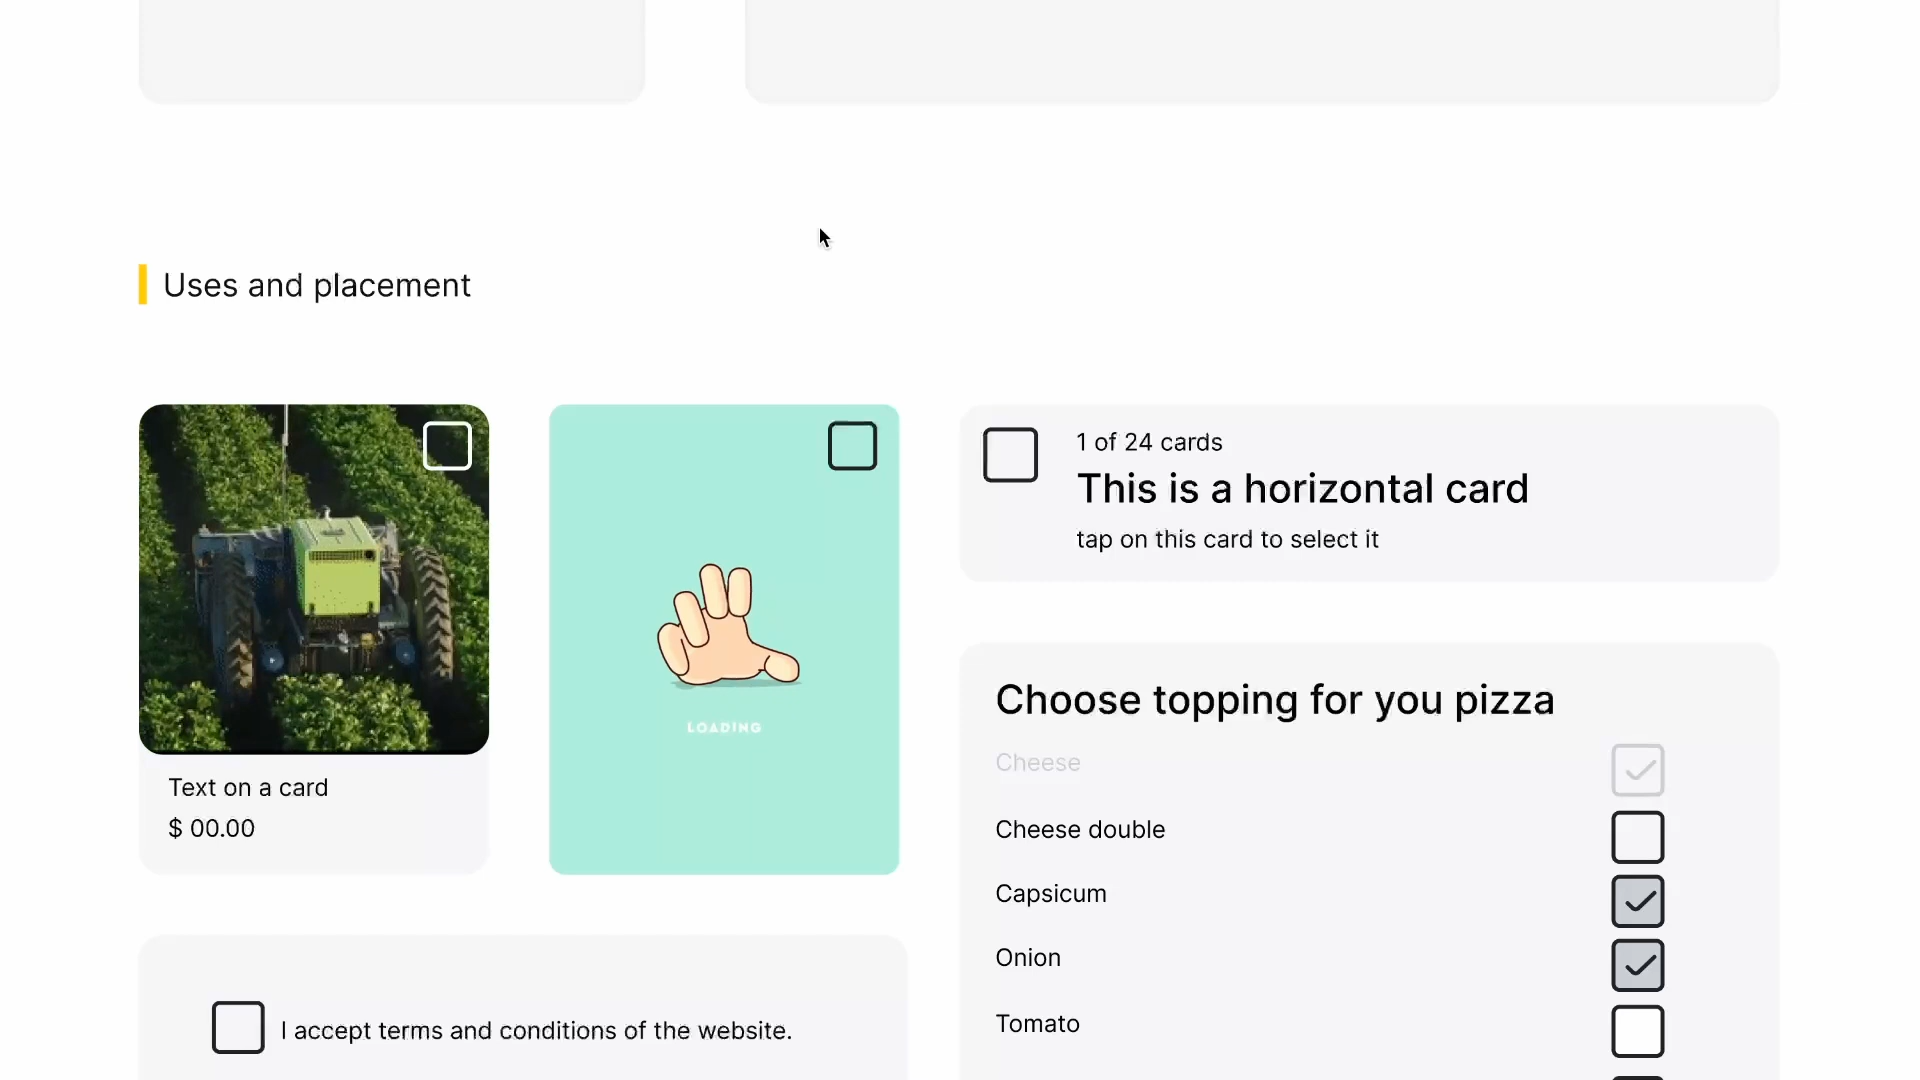 Uses and placement
Text on a card
$ 00.00
LOADING
I accept terms and conditions of the website.
1 of 24 cards
This is a horizontal card
tap on this card to select it
Choose topping for you pizza
Cheese
Cheese double
Capsicum
Onion
Tomato